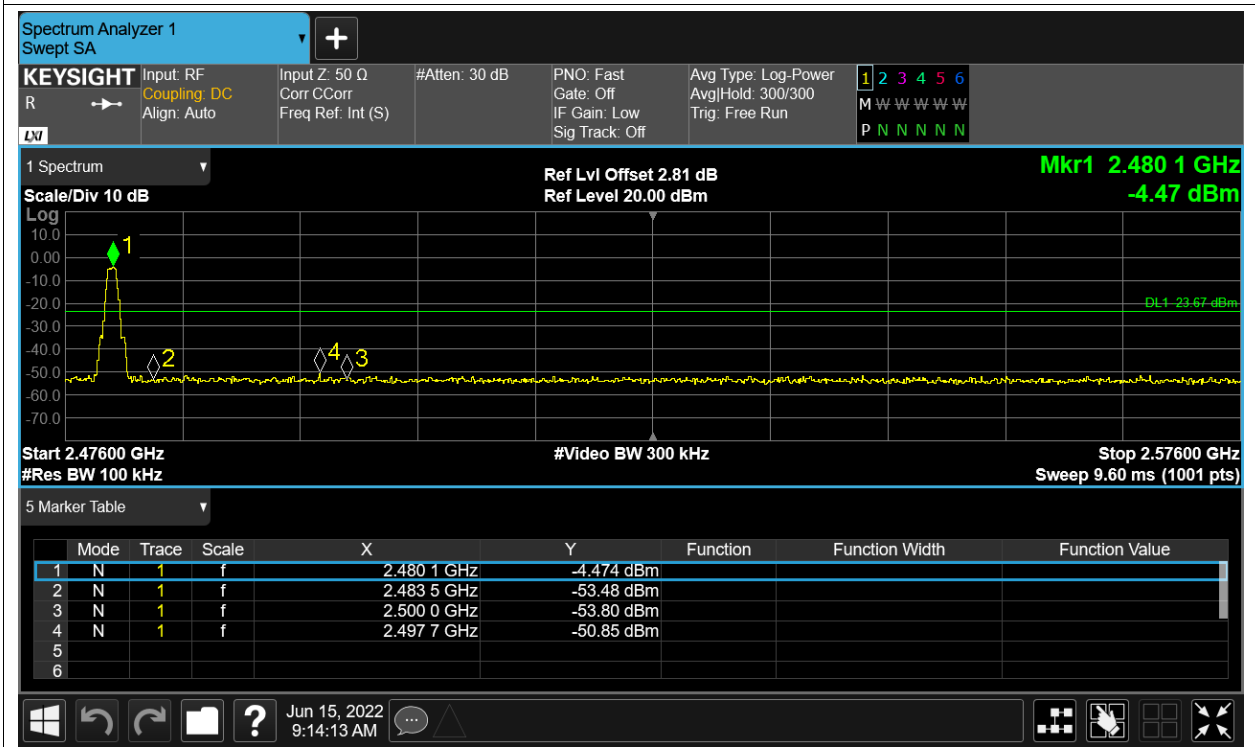 Spectrum Analyzer 1
Swept SA
KEYSIGHT
R
LXI
Input: RF
Coupling: DC
Align: Auto
Input Z: 50 Ω
Corr CCorr
Freq Ref: Int (S)
#Atten: 30 dB
PNO: Fast
Gate: Off
IF Gain: Low
Sig Track: Off
Avg Type: Log-Power
Avg|Hold: 300/300
Trig: Free Run
1 2 3 4 5 6
M W W W W W
P N N N N N
1 Spectrum
Scale/Div 10 dB
Ref Lvl Offset 2.81 dB
Ref Level 20.00 dBm
Mkr1 2.480 1 GHz
-4.47 dBm
Log
10.0
0.00
-10.0
-20.0
-30.0
-40.0
-50.0
-60.0
-70.0
1
2
4
3
DL1 23.67 dBm
Start 2.47600 GHz
#Res BW 100 kHz
#Video BW 300 kHz
Stop 2.57600 GHz
Sweep 9.60 ms (1001 pts)
5 Marker Table
Mode Trace Scale X Y Function Function Width Function Value
1 N 1 f 2.480 1 GHz -4.474 dBm
2 N 1 f 2.483 5 GHz -53.48 dBm
3 N 1 f 2.500 0 GHz -53.80 dBm
4 N 1 f 2.497 7 GHz -50.85 dBm
5
6
?
Jun 15, 2022
9:14:13 AM